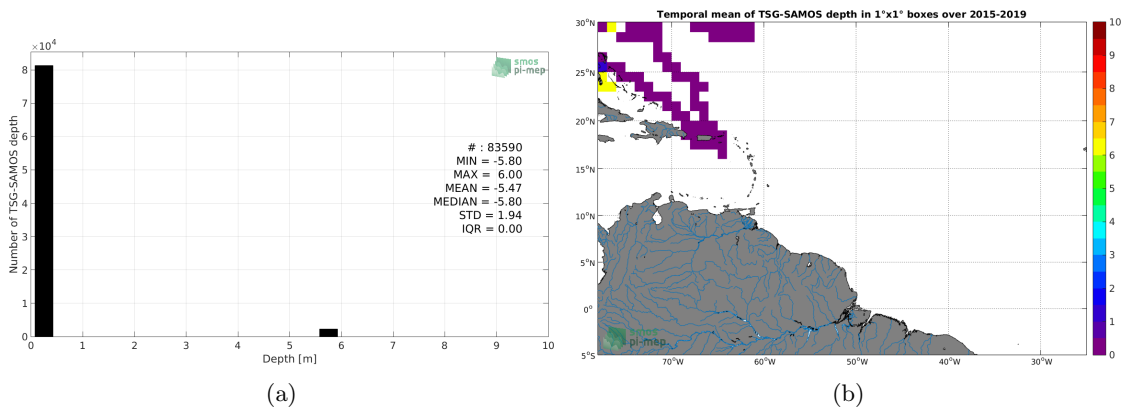 ×10⁴
8
7
6
5
4
3
2
1
0
Number of TSG-SAMOS depth
smos
pi-mep
# : 83590
MIN = -5.80
MAX = 6.00
MEAN = -5.47
MEDIAN = -5.80
STD = 1.94
IQR = 0.00
0 1 2 3 4 5 6 7 8 9 10
Depth [m]
(a)
Temporal mean of TSG-SAMOS depth in 1°x1° boxes over 2015-2019
30°N
25°N
20°N
15°N
10°N
5°N
0°
5°S
smos
pi-mep
70°W 60°W 50°W 40°W 30°W
10
9
8
7
6
5
4
3
2
1
0
(b)